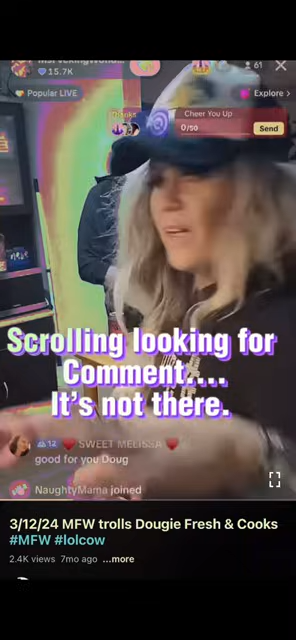 15.7K
61
Popular LIVE
Explore >
Cheer You Up
0/50
Send
Scrolling looking for
Comment....
It's not there.
12 SWEET MELISSA
good for you Doug
NaughtyMama joined
3/12/24 MFW trolls Dougie Fresh & Cooks
#MFW #lolcow
2.4K views 7mo ago ...more